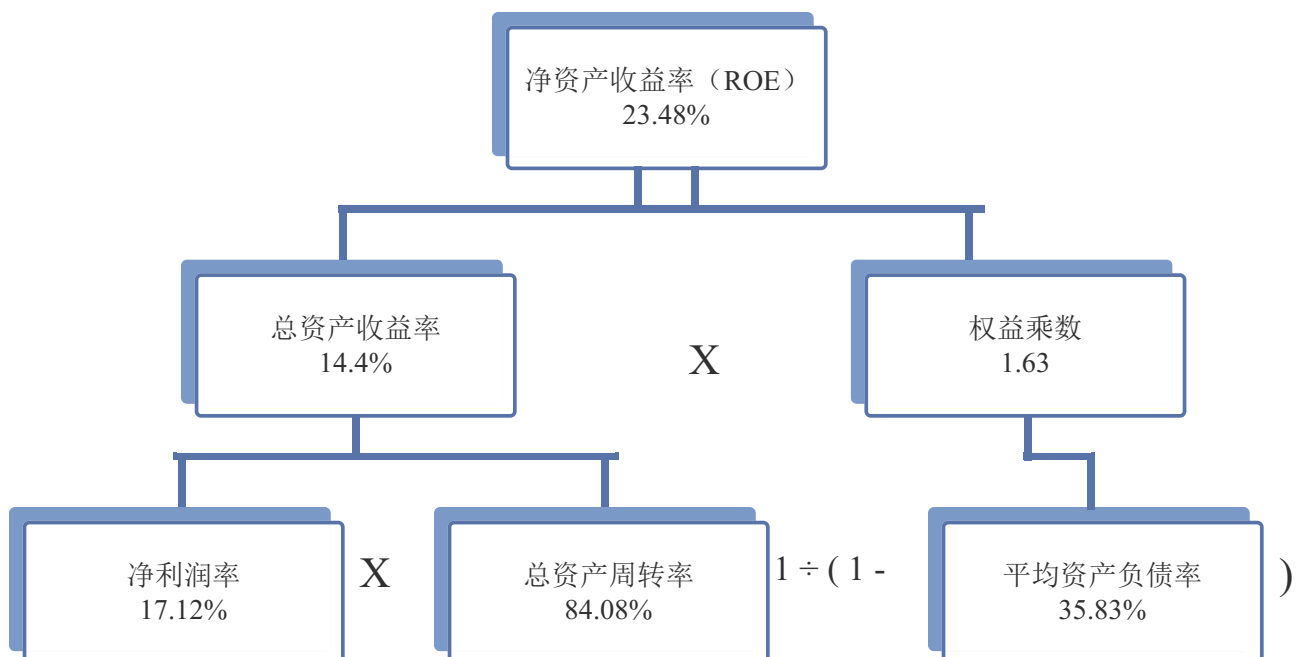 净资产收益率（ROE）
23.48%
总资产收益率
14.4%
X
权益乘数
1.63
净利润率
17.12%
X
总资产周转率
84.08%
1 ÷ ( 1 -
平均资产负债率
35.83%
)